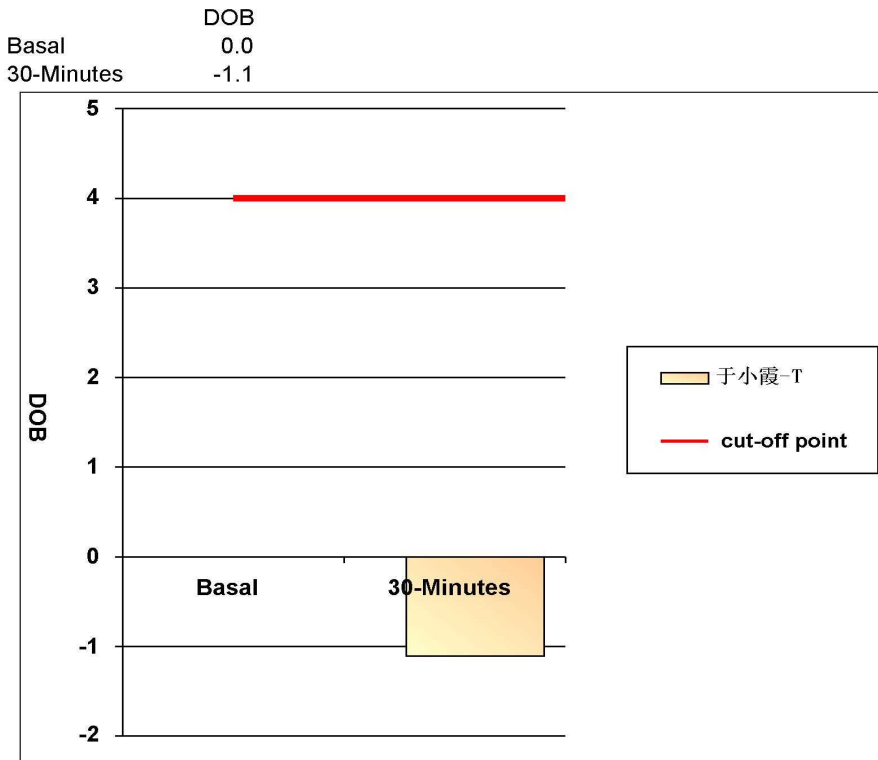 DOB
Basal 0.0
30-Minutes -1.1
5
4
3
2
1
0
-1
-2
DOB
Basal 30-Minutes
于小霞-T
cut-off point